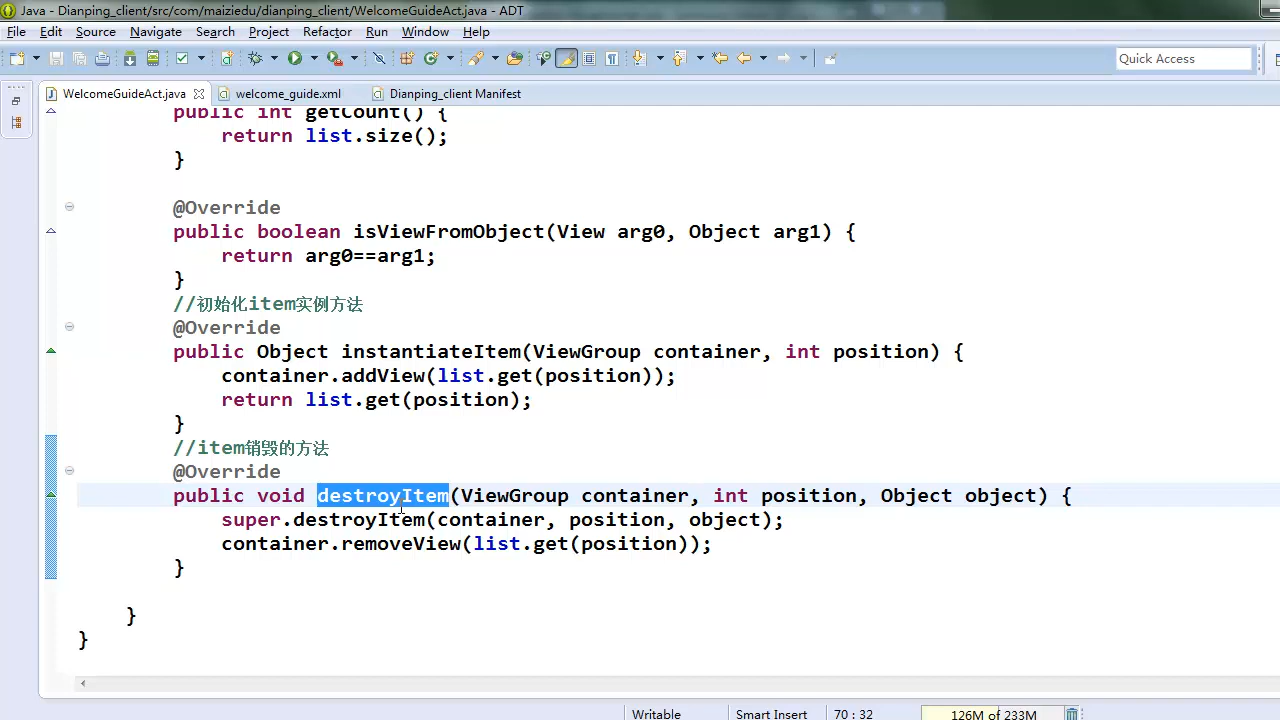 Java - Dianping_client/src/com/maiziedu/dianping_client/WelcomeGuideAct.java - ADT
File Edit Source Navigate Search Project Refactor Run Window Help
Quick Access
WelcomeGuideAct.java welcome_guide.xml Dianping_client Manifest
public int getCount() {
return list.size();
}
@Override
public boolean isViewFromObject(View arg0, Object arg1) {
return arg0==arg1;
}
//初始化item实例方法
@Override
public Object instantiateItem(ViewGroup container, int position) {
container.addView(list.get(position));
return list.get(position);
}
//item销毁的方法
@Override
public void destroyItem(ViewGroup container, int position, Object object) {
super.destroyItem(container, position, object);
container.removeView(list.get(position));
}
}
}
Writable Smart Insert 70 : 32 126M of 233M